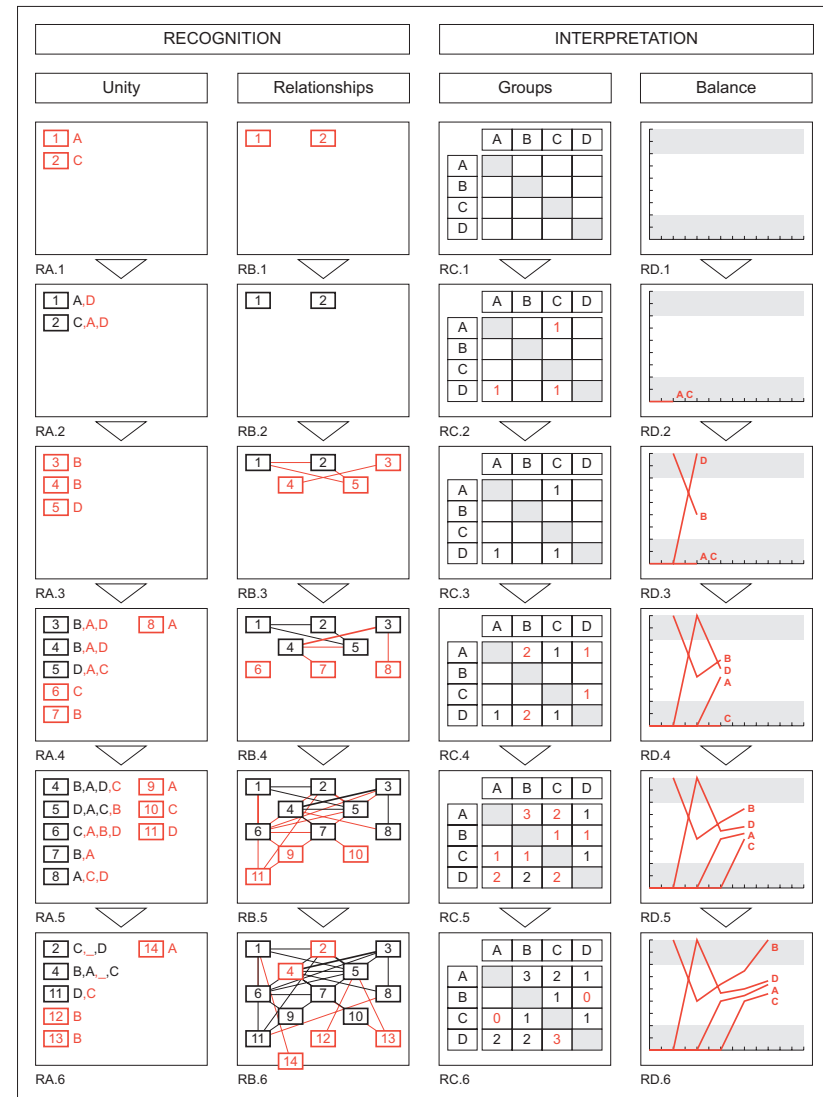 RECOGNITION INTERPRETATION
Unity Relationships Groups Balance
1 A
2 C
1 2
A B C D
A
B
C
D
RA.1 RB.1 RC.1 RD.1
1 A,D
2 C,A,D
1 2
A B C D
A 1
B
C
D 1 1
A,C
RA.2 RB.2 RC.2 RD.2
3 B
4 B
5 D
1 2 3
4 5
A B C D
A 1
B
C
D 1 1
D
B
A,C
RA.3 RB.3 RC.3 RD.3
3 B,A,D 8 A
4 B,A,D
5 D,A,C
6 C
7 B
1 2 3
4 5
6 7 8
A B C D
A 2 1 1
B
C 1
D 1 2 1
B
D
A
C
RA.4 RB.4 RC.4 RD.4
4 B,A,D,C 9 A
5 D,A,C,B 10 C
6 C,A,B,D 11 D
7 B,A
8 A,C,D
1 2 3
4 5
6 7 8
9 10
11
A B C D
A 3 2 1
B 1 1
C 1 1 1
D 2 2 2
B
D
A
C
RA.5 RB.5 RC.5 RD.5
2 C,_,D 14 A
4 B,A,_,C
11 D,C
12 B
13 B
1 2 3
4 5
6 7 8
9 10
11 12 13
14
A B C D
A 3 2 1
B 1 0
C 0 1 1
D 2 2 3
B
D
A
C
RA.6 RB.6 RC.6 RD.6